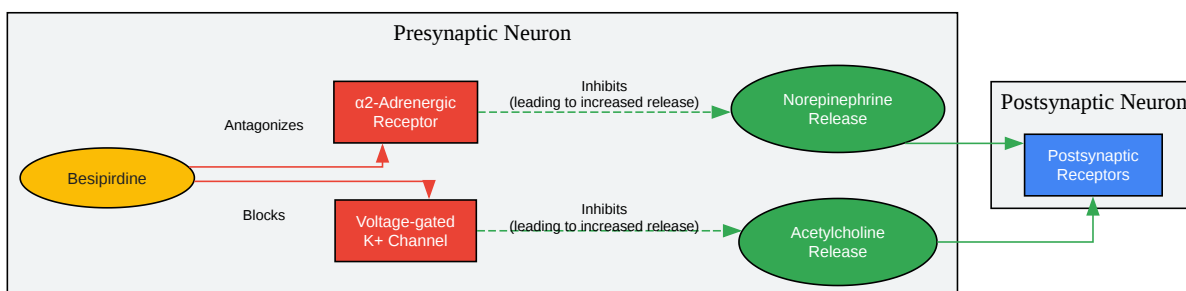 Presynaptic Neuron
Inhibits
(leading to increased release)
α2-Adrenergic
Receptor
Norepinephrine
Release
Postsynaptic Neuron
Antagonizes
Postsynaptic
Receptors
Besipirdine
Blocks
Voltage-gated
K+ Channel
Inhibits
(leading to increased release)
Acetylcholine
Release